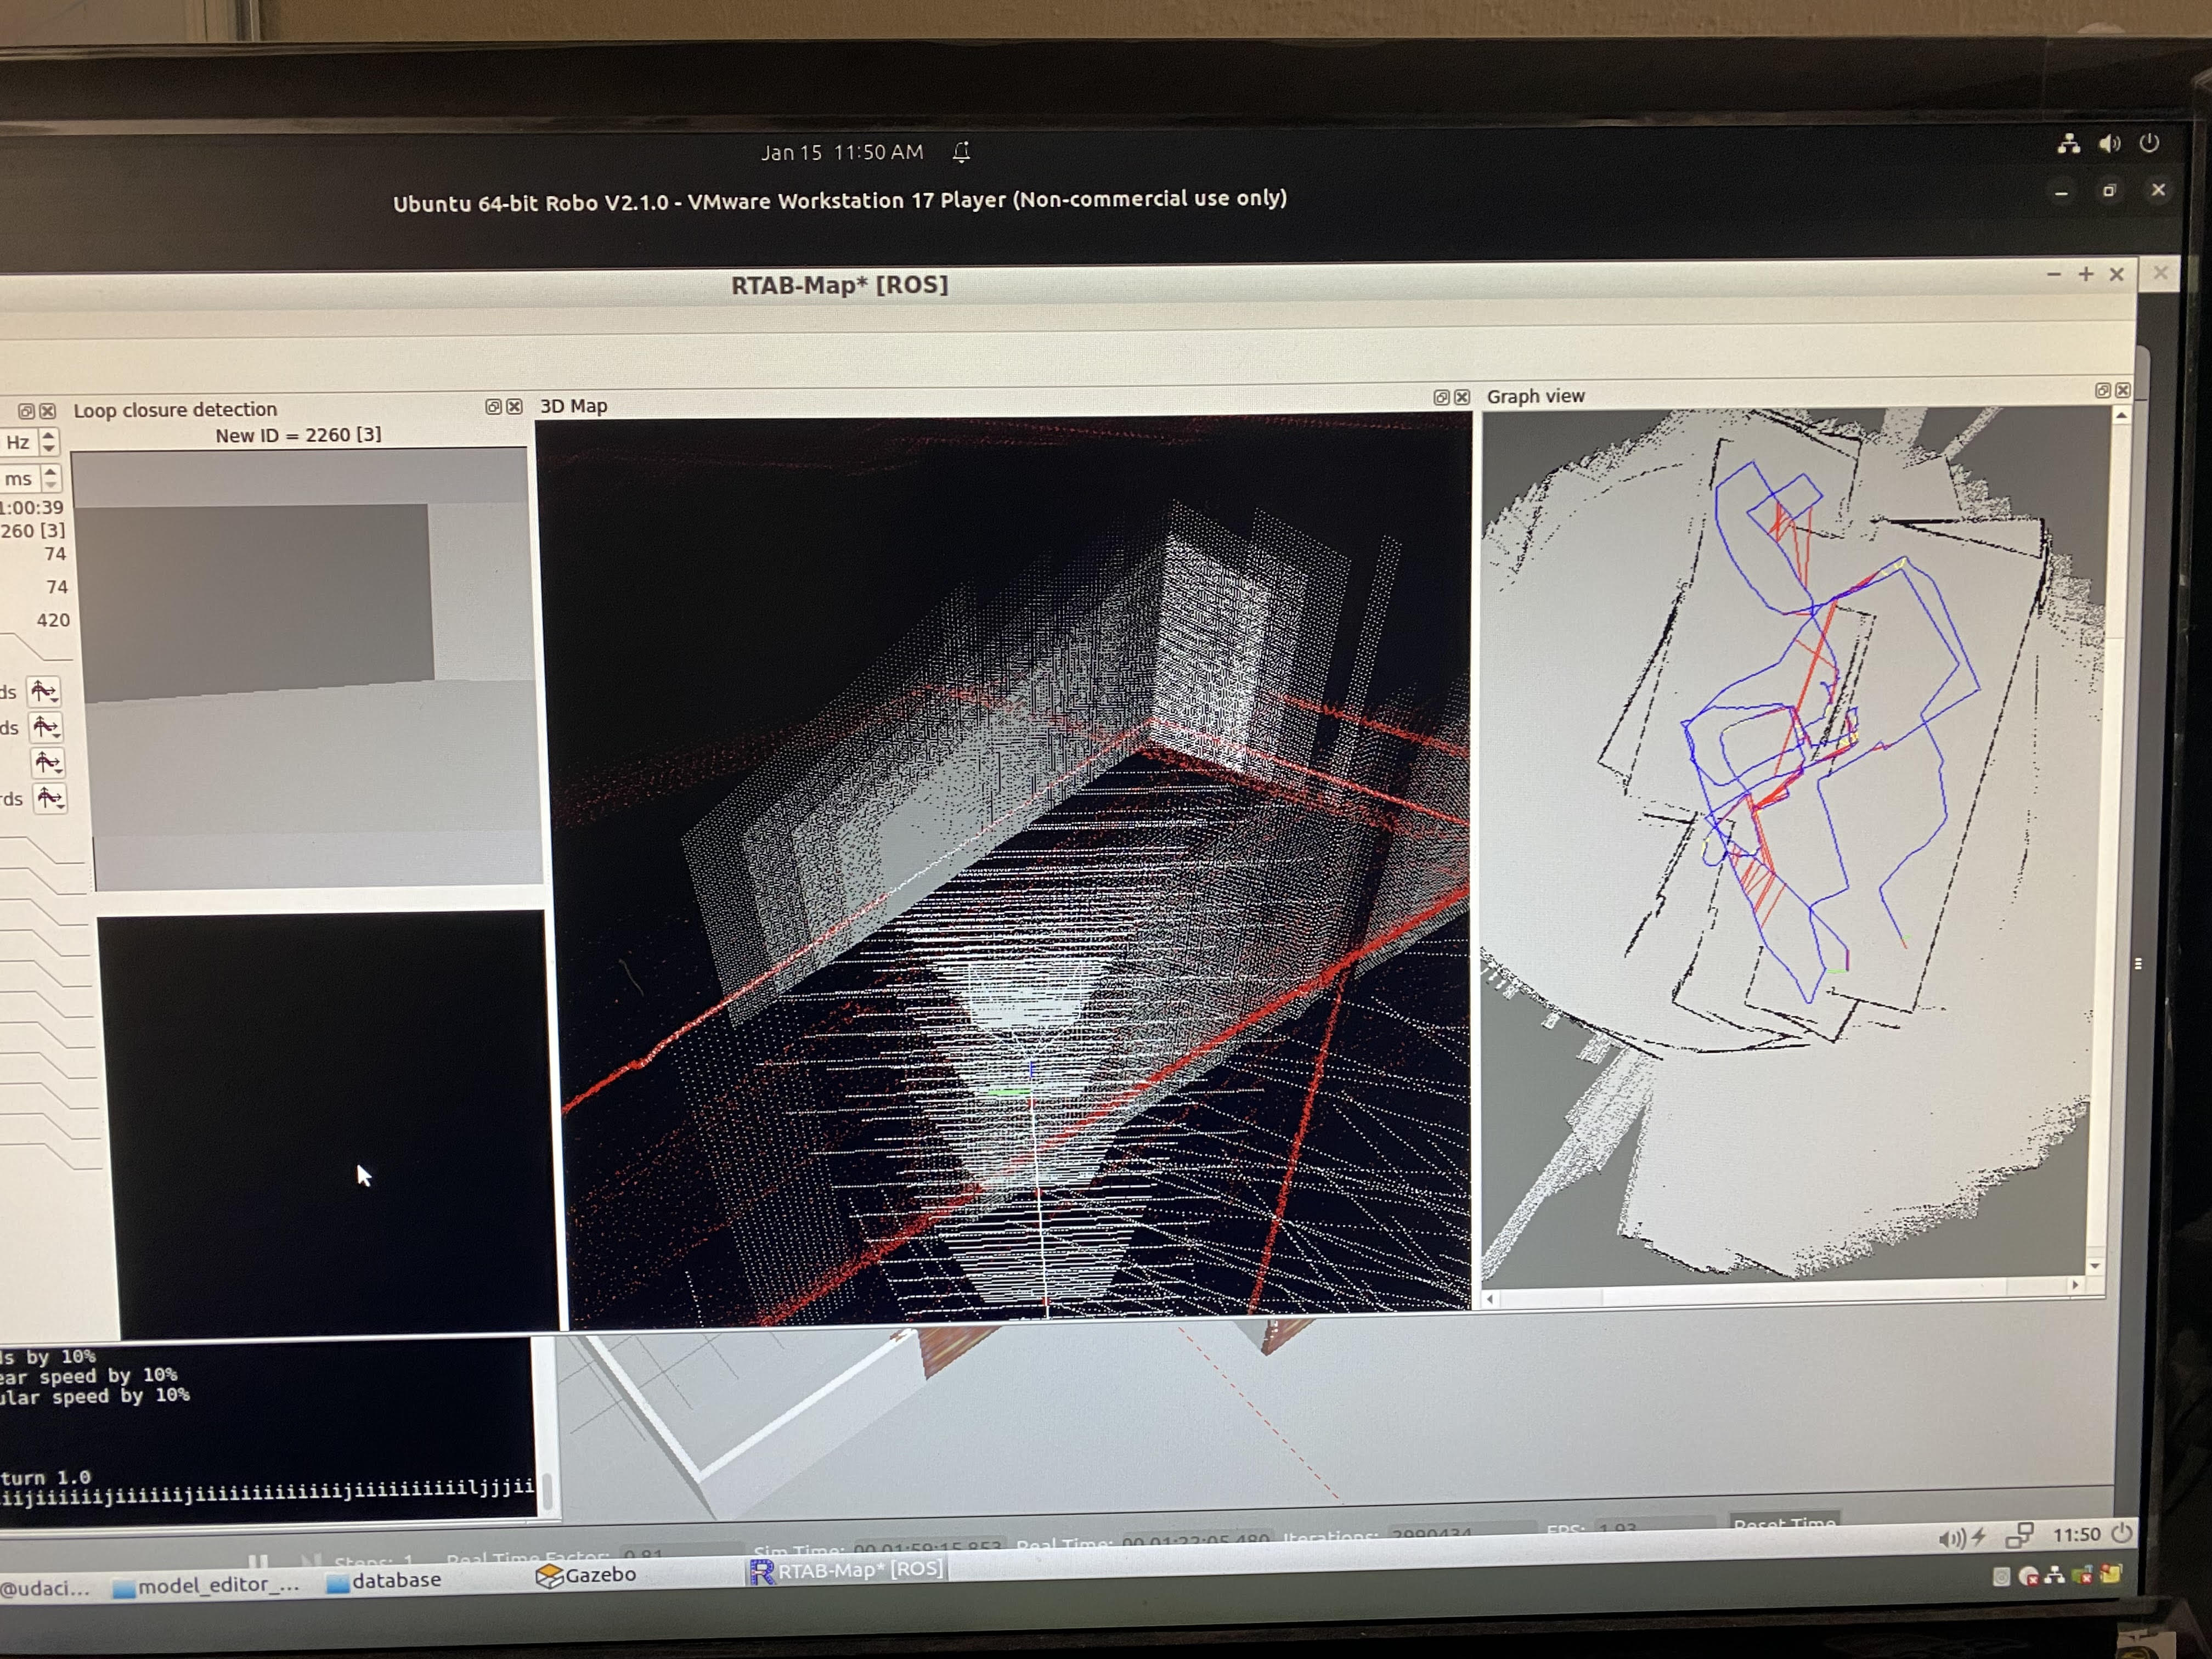 Jan 15 11:50 AM
Ubuntu 64-bit Robo V2.1.0 - VMware Workstation 17 Player (Non-commercial use only)
RTAB-Map* [ROS]
Loop closure detection
3D Map
Graph view
New ID = 2260 [3]
Hz
ms
1:00:39
260 [3]
74
74
420
ds
ds
rds
ds by 10%
ear speed by 10%
ular speed by 10%
turn 1.0
Steps: 1 Real Time Factor: 0.81 Sim Time: 00 01:59:15.853 Real Time: 00 01:22:05.480 Iterations: 2990434 FPS: 1.93 Reset Time
11:50
@udaci... model_editor_... database Gazebo RTAB-Map* [ROS]